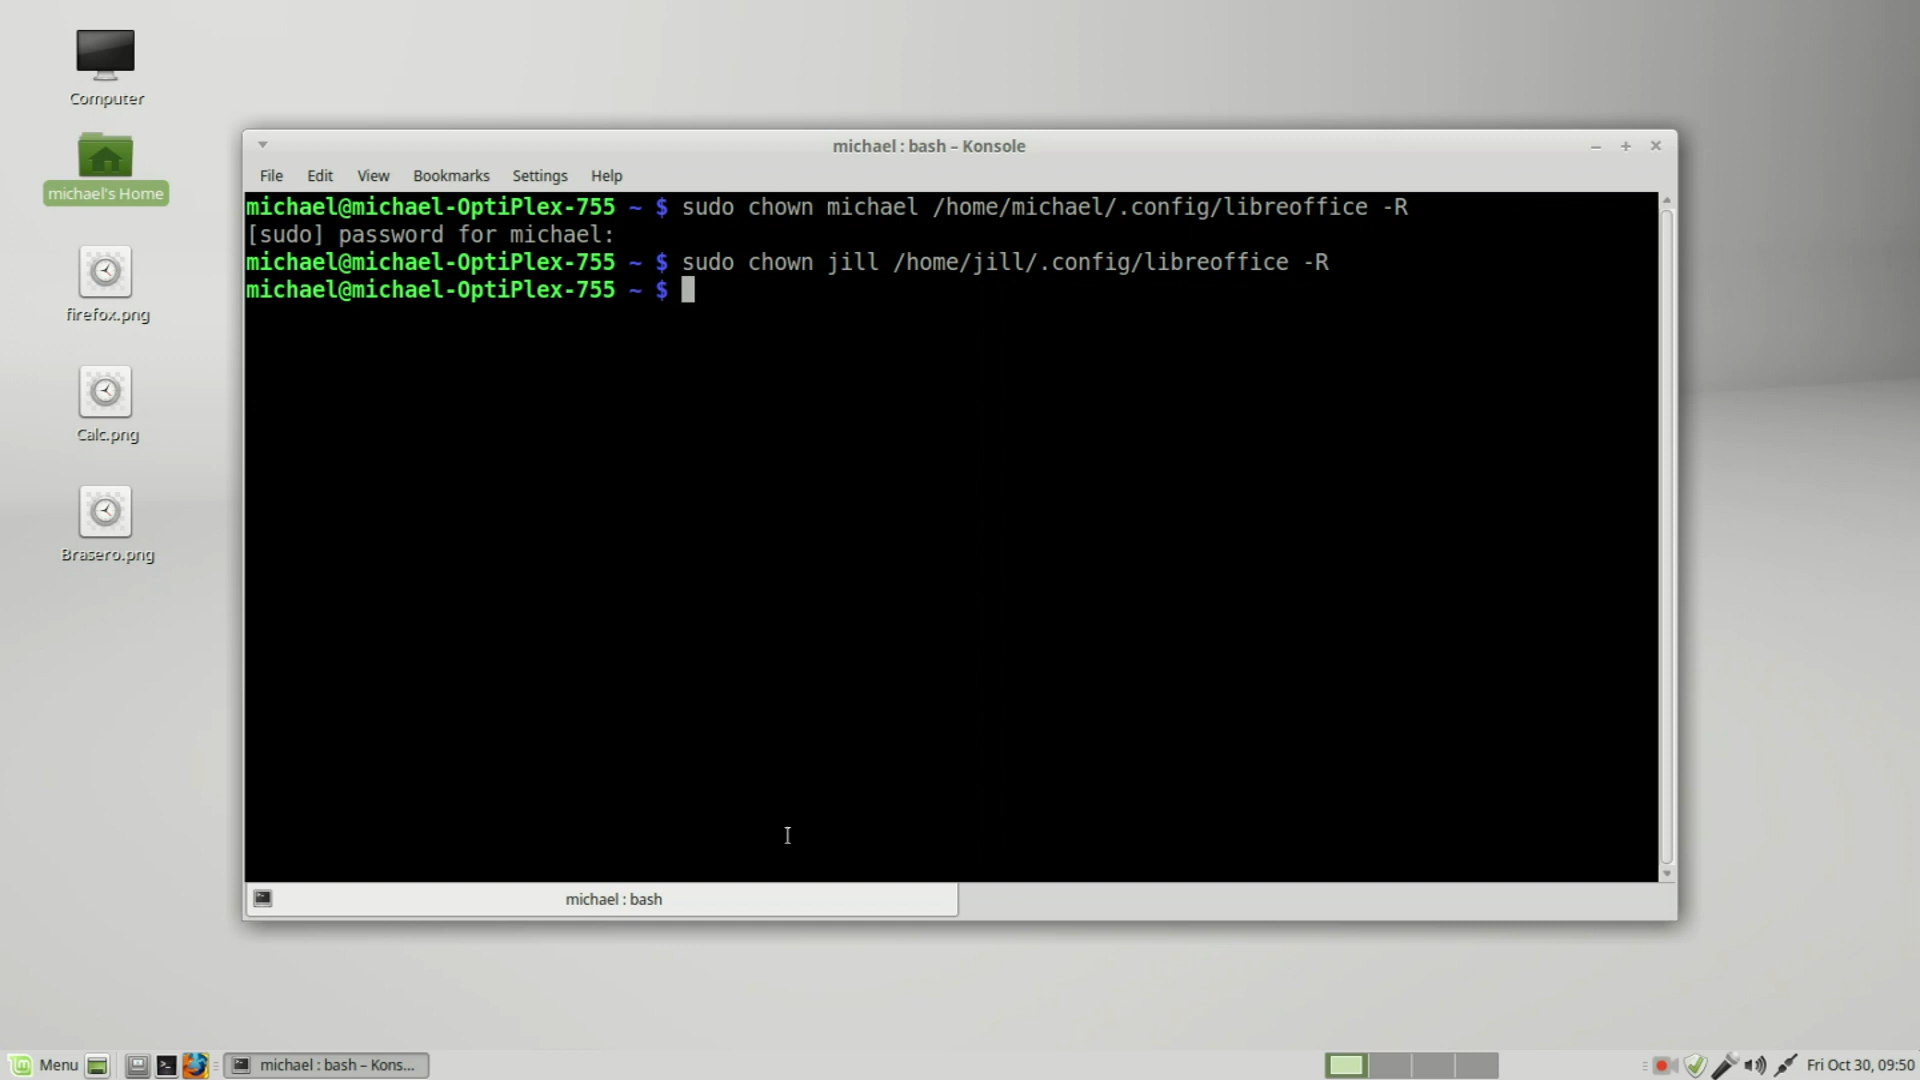 Computer
michael's Home
firefox.png
Calc.png
Brasero.png
michael : bash – Konsole
File Edit View Bookmarks Settings Help
michael@michael-OptiPlex-755 ~ $ sudo chown michael /home/michael/.config/libreoffice -R
[sudo] password for michael:
michael@michael-OptiPlex-755 ~ $ sudo chown jill /home/jill/.config/libreoffice -R
michael@michael-OptiPlex-755 ~ $
michael : bash
Menu
michael : bash – Kons...
Fri Oct 30, 09:50